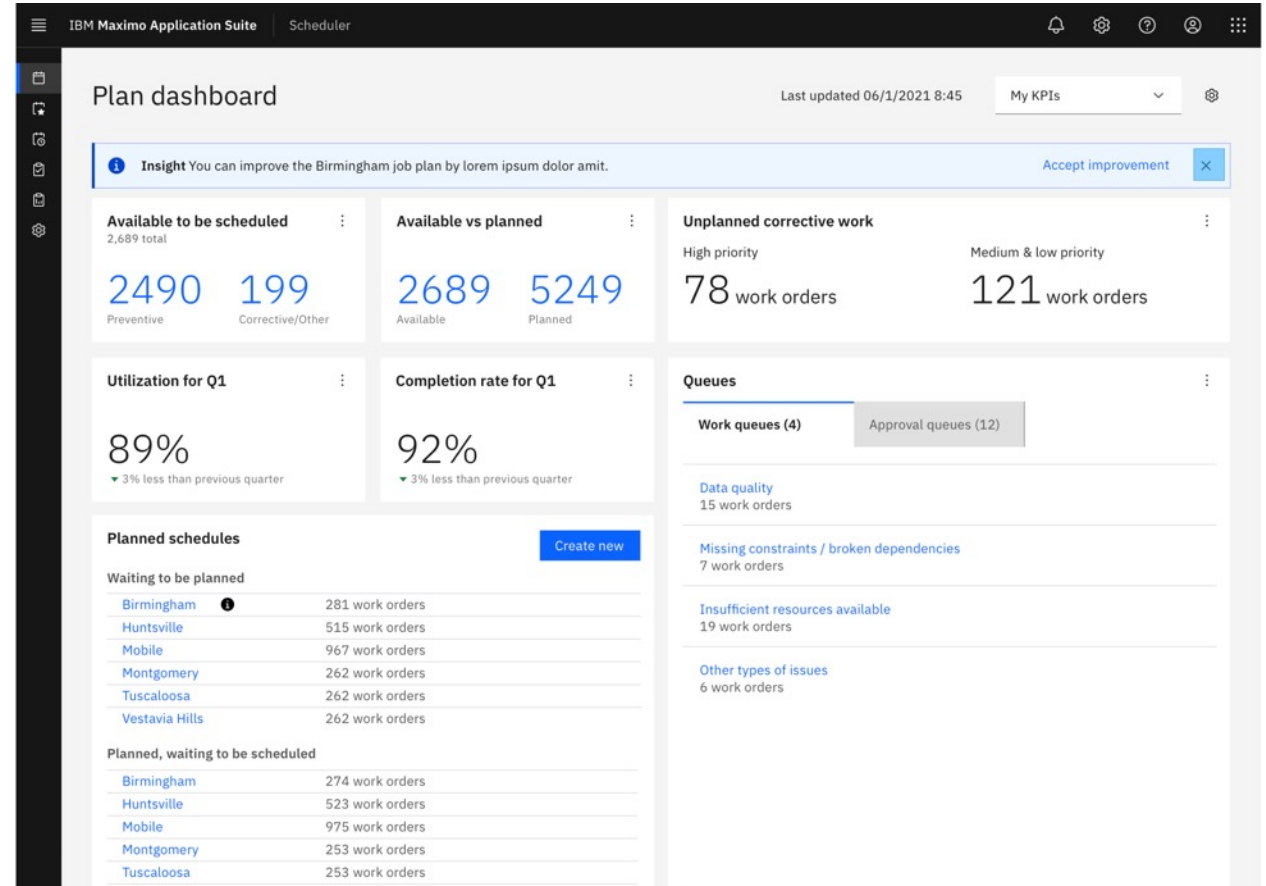 IBM Maximo Application Suite Scheduler
Plan dashboard
Last updated 06/1/2021 8:45
My KPIs
Insight You can improve the Birmingham job plan by lorem ipsum dolor amit.
Accept improvement
Available to be scheduled
2,689 total
2490 199
Preventive Corrective/Other
Available vs planned
2689 5249
Available Planned
Unplanned corrective work
High priority Medium & low priority
78 work orders 121 work orders
Utilization for Q1
89%
3% less than previous quarter
Completion rate for Q1
92%
3% less than previous quarter
Queues
Work queues (4) Approval queues (12)
Data quality
15 work orders
Missing constraints / broken dependencies
7 work orders
Insufficient resources available
19 work orders
Other types of issues
6 work orders
Planned schedules
Create new
Waiting to be planned
Birmingham 281 work orders
Huntsville 515 work orders
Mobile 967 work orders
Montgomery 262 work orders
Tuscaloosa 262 work orders
Vestavia Hills 262 work orders
Planned, waiting to be scheduled
Birmingham 274 work orders
Huntsville 523 work orders
Mobile 975 work orders
Montgomery 253 work orders
Tuscaloosa 253 work orders